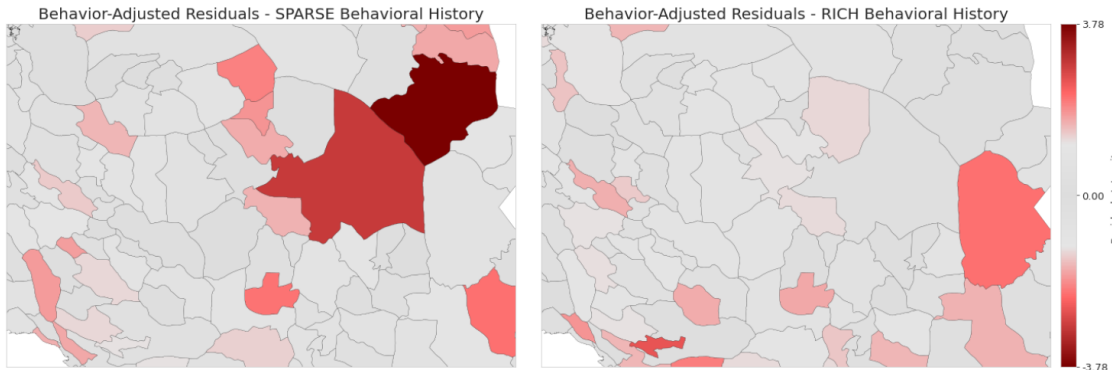 Behavior-Adjusted Residuals - SPARSE Behavioral History
Behavior-Adjusted Residuals - RICH Behavioral History
3.78
0.00
-3.78